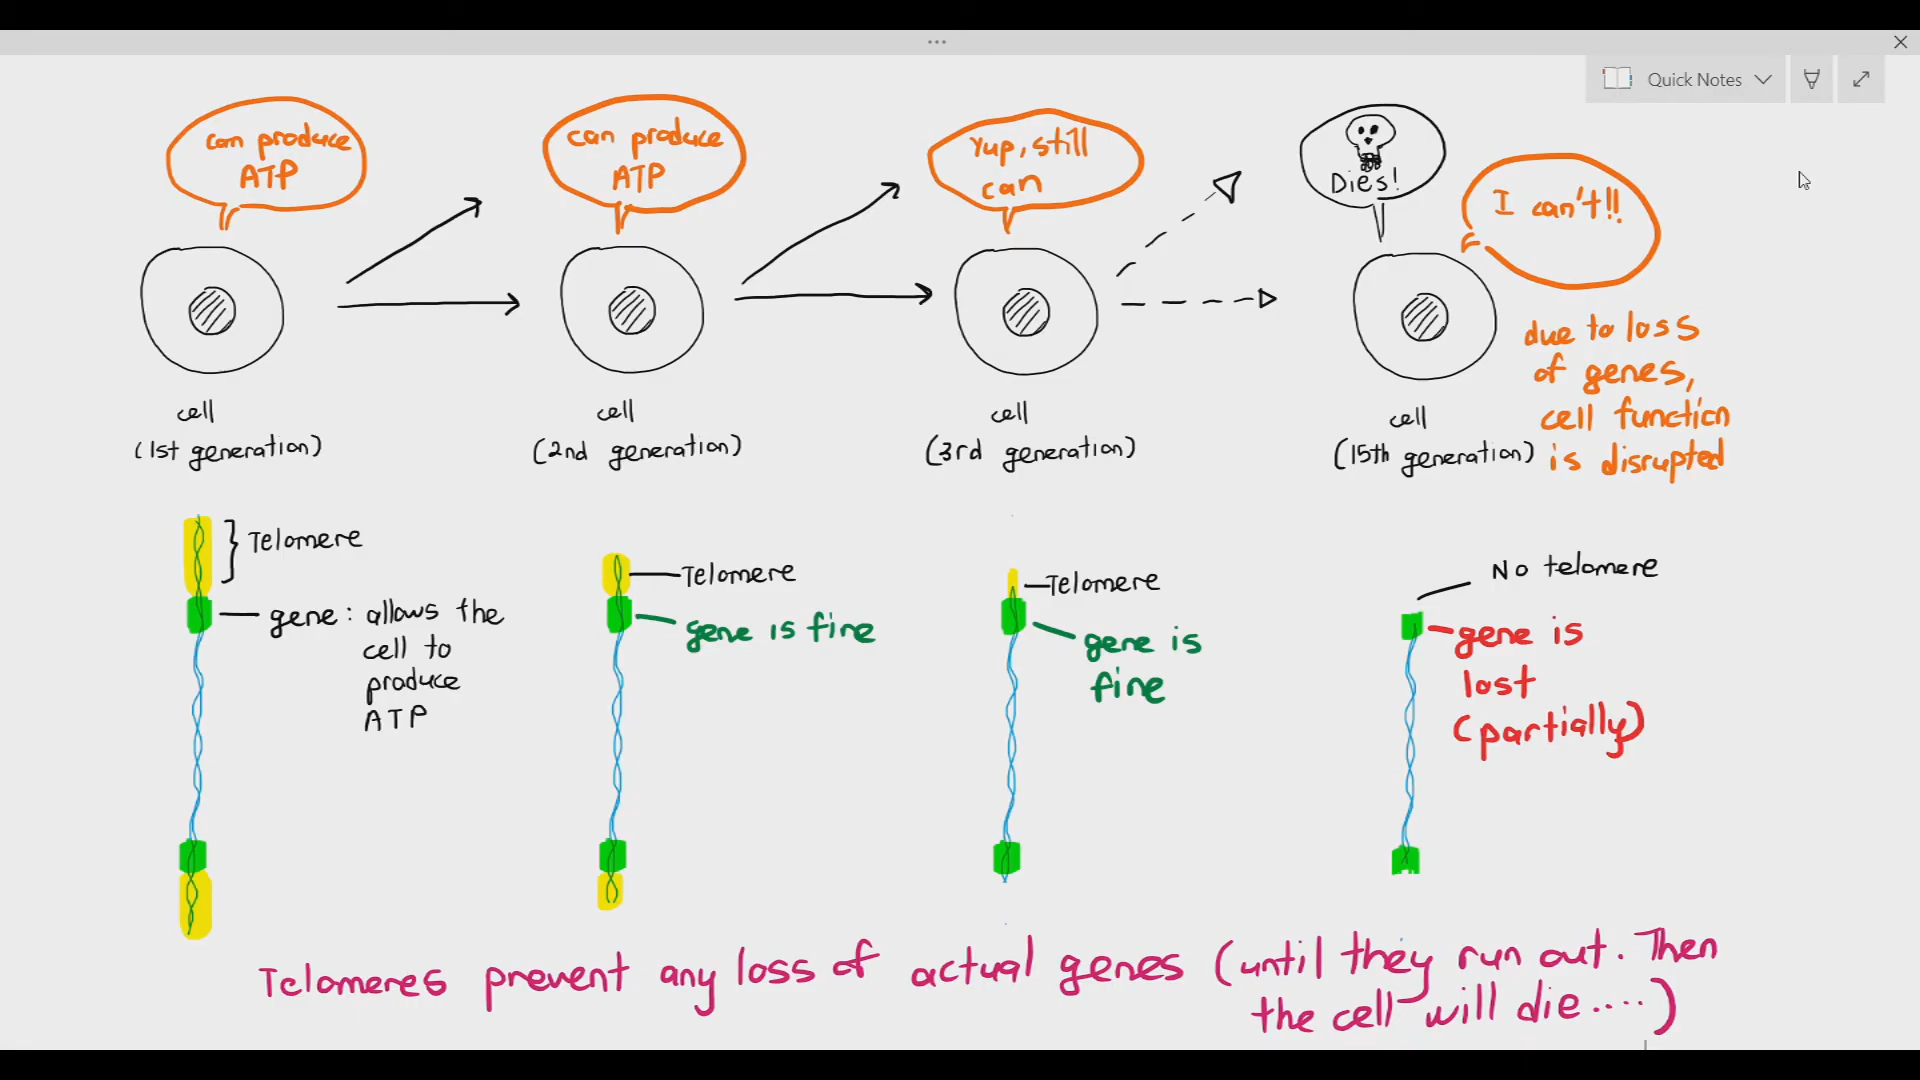 Quick Notes
can produce
ATP
can produce
ATP
Yup, still
can
Dies!
I can't!!
due to loss
of genes,
cell function
is disrupted
cell
(1st generation)
cell
(2nd generation)
cell
(3rd generation)
cell
(15th generation)
Telomere
gene: allows the
cell to
produce
ATP
Telomere
gene is fine
Telomere
gene is
fine
No telomere
gene is
lost
(partially)
Telomeres prevent any loss of actual genes (until they run out. Then
the cell will die....)